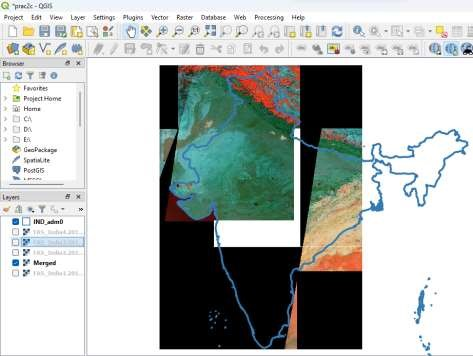 *prac2c - QGIS
Project Edit View Layer Settings Plugins Vector Raster Database Web Processing Help
Browser
Favorites
Project Home
Home
C:\
D:\
E:\
GeoPackage
SpatiaLite
PostGIS
Layers
IND_adm0
Merged